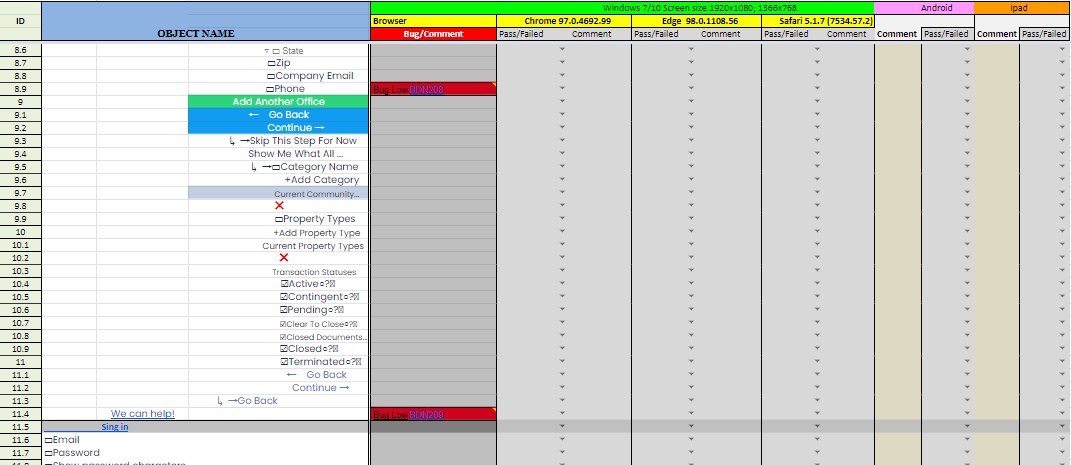 Windows 7/10 Screen size:1920x1080; 1366x768. Android Ipad
ID Browser Chrome 97.0.4692.99 Edge 98.0.1108.56 Safari 5.1.7 (7534.57.2)
OBJECT NAME Bug/Comment Pass/Failed Comment Pass/Failed Comment Pass/Failed Comment Comment Pass/Failed Comment Pass/Failed
8.6 ▿ □ State
8.7 □Zip
8.8 □Company Email
8.9 □Phone Bug Low BDN208
9 Add Another Office
9.1 ← Go Back
9.2 Continue →
9.3 ↳ →Skip This Step For Now
9.4 Show Me What All ...
9.5 ↳ →□Category Name
9.6 +Add Category
9.7 Current Community...
9.8 ❌
9.9 □Property Types
10 +Add Property Type
10.1 Current Property Types
10.2 ❌
10.3 Transaction Statuses
10.4 ☑Active○?
10.5 ☑Contingent○?
10.6 ☑Pending○?
10.7 ☑Clear To Close○?
10.8 ☑Closed Documents...
10.9 ☑Closed○?
11 ☑Terminated○?
11.1 ← Go Back
11.2 Continue →
11.3 ↳ →Go Back
11.4 We can help! Bug Low BDN209
11.5 Sing in
11.6 □Email
11.7 □Password
□Show password characters